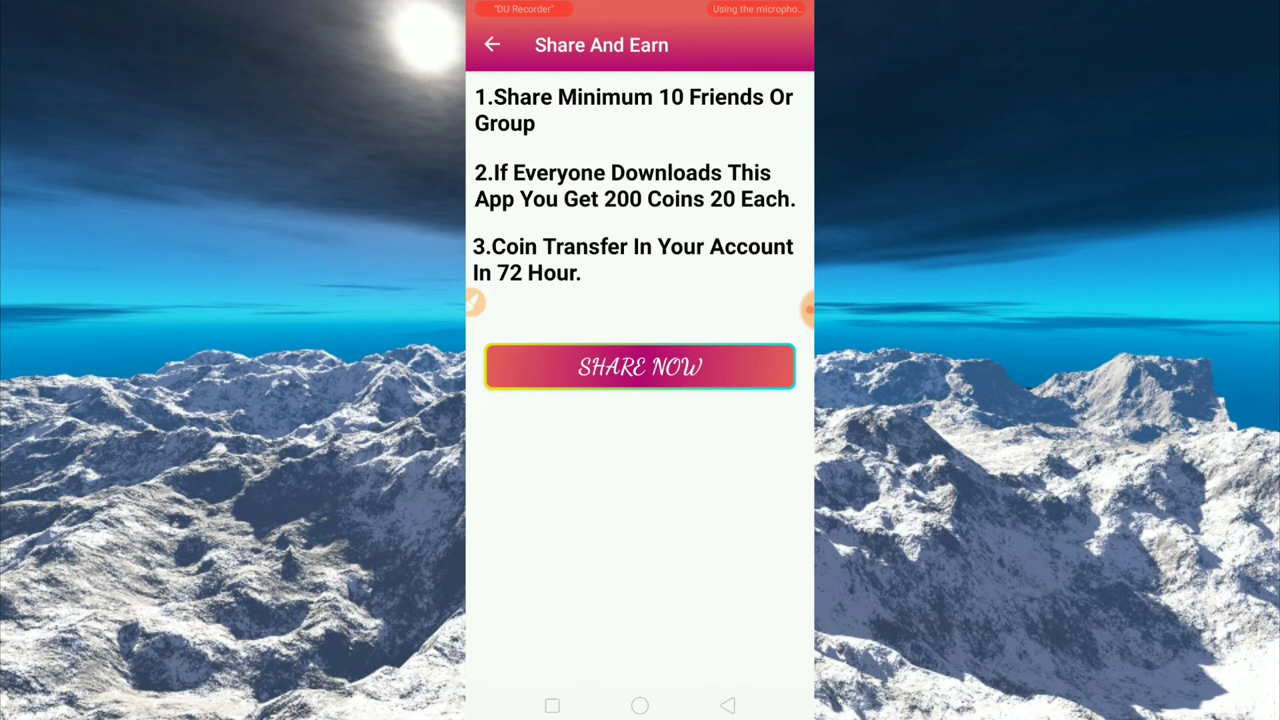 "DU Recorder"
Using the micropho...
Share And Earn
1.Share Minimum 10 Friends Or
Group
2.If Everyone Downloads This
App You Get 200 Coins 20 Each.
3.Coin Transfer In Your Account
In 72 Hour.
SHARE NOW